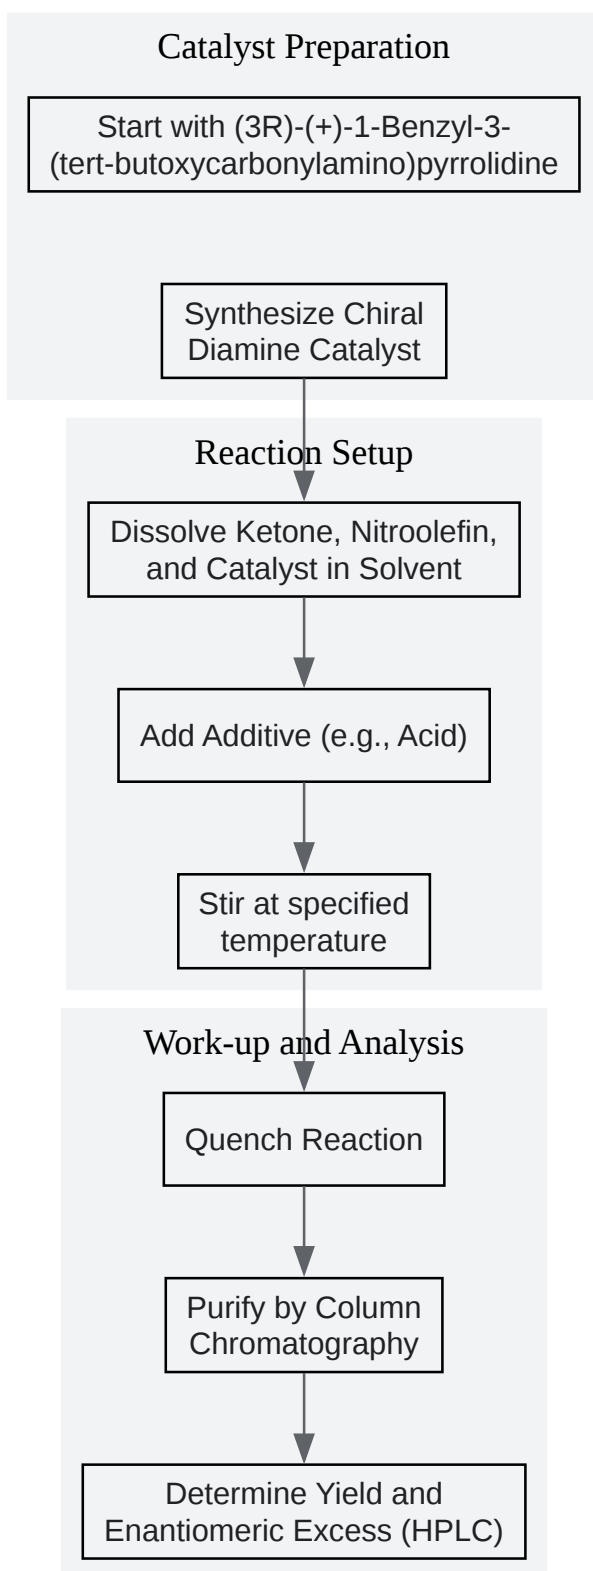 Catalyst Preparation
Start with (3R)-(+)-1-Benzyl-3-
(tert-butoxycarbonylamino)pyrrolidine
Synthesize Chiral
Diamine Catalyst
Reaction Setup
Dissolve Ketone, Nitroolefin,
and Catalyst in Solvent
Add Additive (e.g., Acid)
Stir at specified
temperature
Work-up and Analysis
Quench Reaction
Purify by Column
Chromatography
Determine Yield and
Enantiomeric Excess (HPLC)